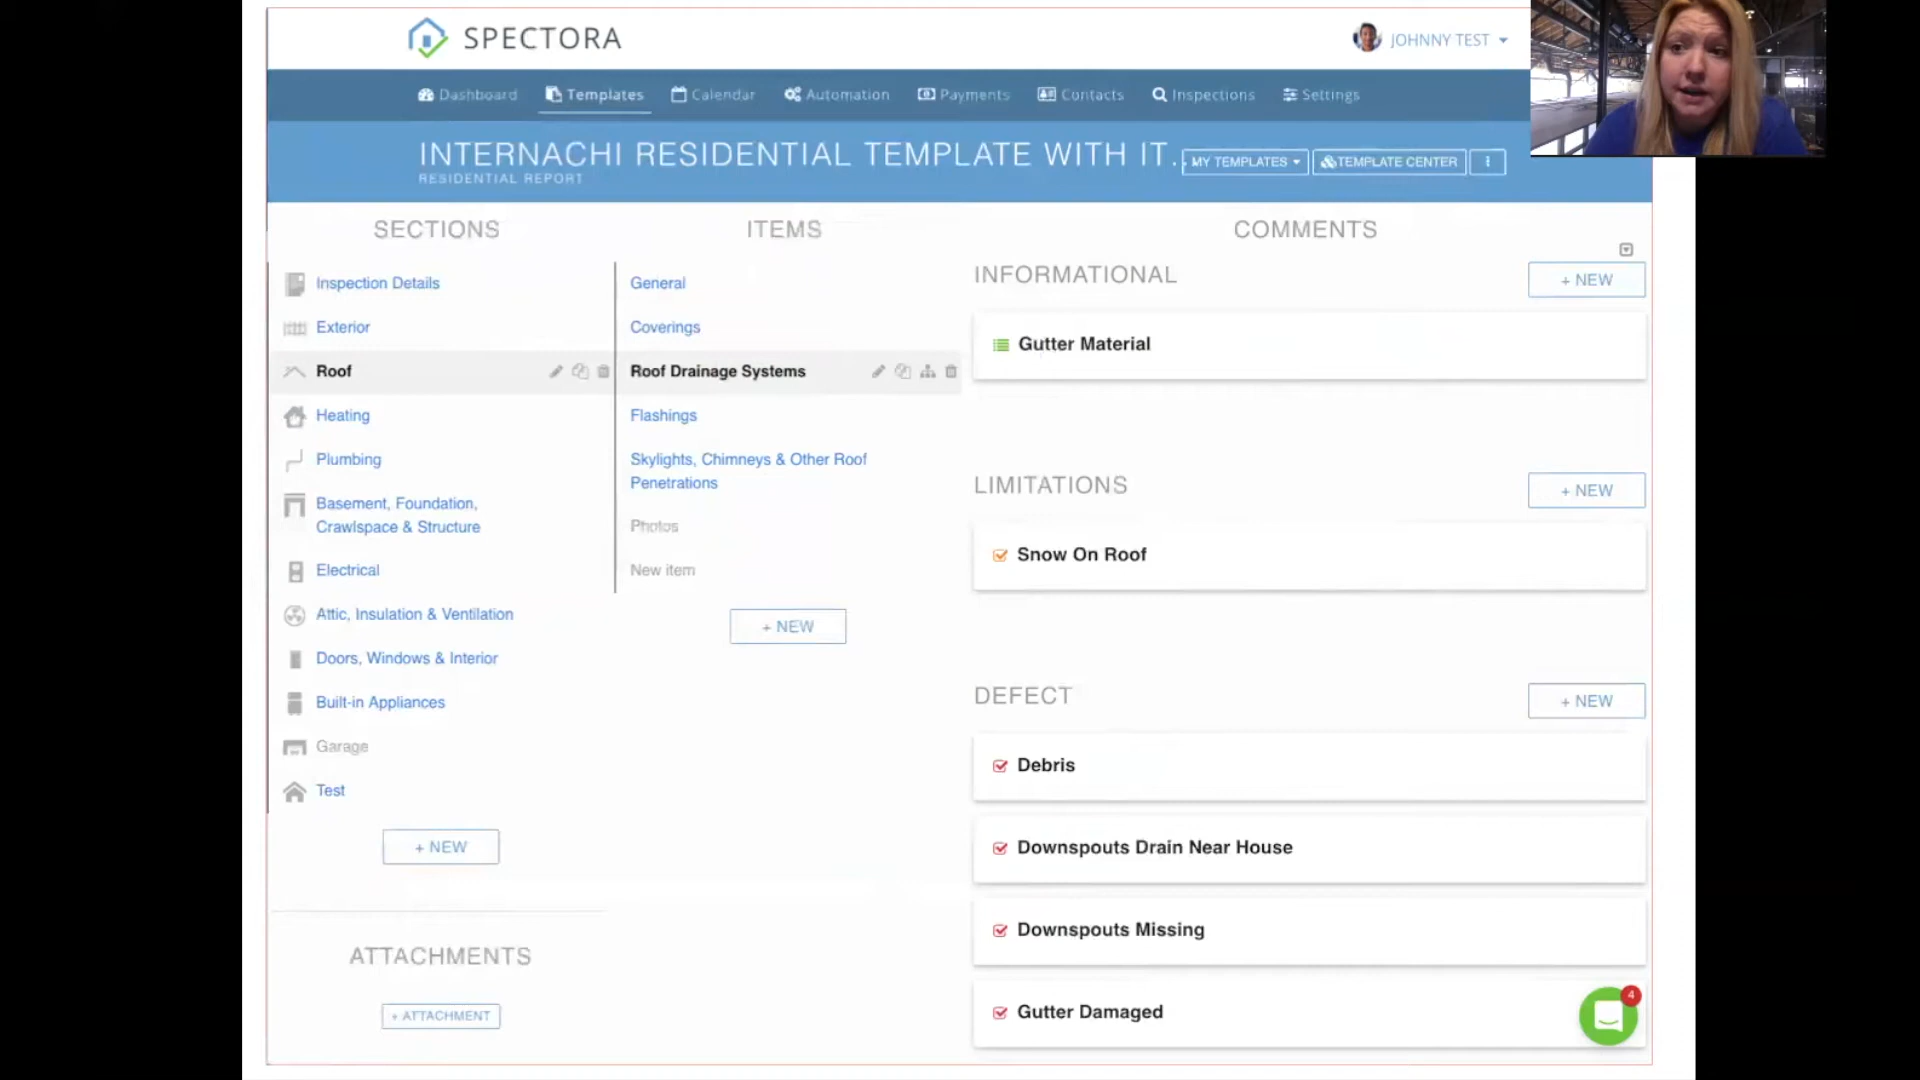 SPECTORA
JOHNNY TEST
Dashboard
Templates
Calendar
Automation
Payments
Contacts
Inspections
Settings
INTERNACHI RESIDENTIAL TEMPLATE WITH IT...
RESIDENTIAL REPORT
MY TEMPLATES
TEMPLATE CENTER
SECTIONS
Inspection Details
Exterior
Roof
Heating
Plumbing
Basement, Foundation,
Crawlspace & Structure
Electrical
Attic, Insulation & Ventilation
Doors, Windows & Interior
Built-in Appliances
Garage
Test
+ NEW
ATTACHMENTS
+ ATTACHMENT
ITEMS
General
Coverings
Roof Drainage Systems
Flashings
Skylights, Chimneys & Other Roof
Penetrations
Photos
New item
+ NEW
COMMENTS
INFORMATIONAL
+ NEW
Gutter Material
LIMITATIONS
+ NEW
Snow On Roof
DEFECT
+ NEW
Debris
Downspouts Drain Near House
Downspouts Missing
Gutter Damaged
4